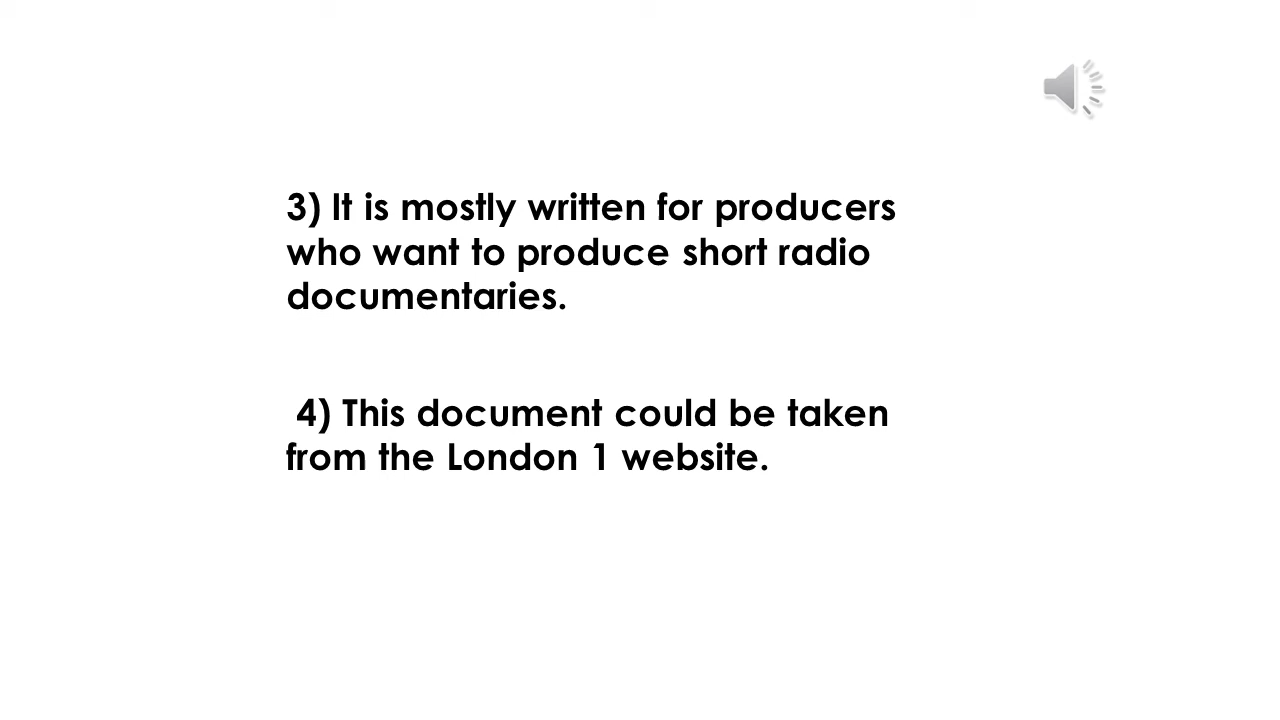 3) It is mostly written for producers
who want to produce short radio
documentaries.
4) This document could be taken
from the London 1 website.